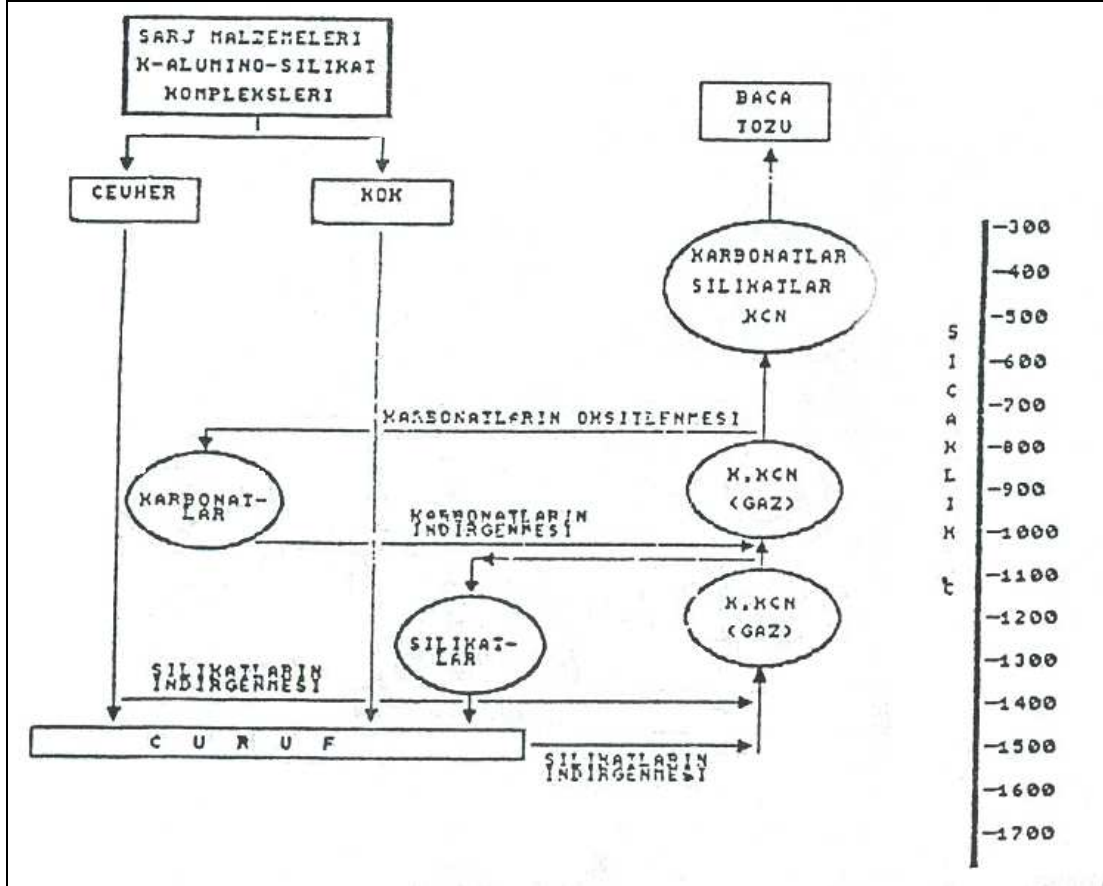 SARJ MALZEMELERI
K-ALUMINO-SILIKAT
KOMPLEKSLERI
BACA
TOZU
CEVHER
KOK
KARBONATLAR
SILIKATLAR
KCN
KARBONATLARIN OKSITLENMESI
KARBONAT-
LAR
K.KCN
(GAZ)
KARBONATLARIN
INDIRGENMESI
K.KCN
(GAZ)
SILIKAT-
LAR
SILIKATLARIN
INDIRGENMESI
C U R U F
SILIKATLARIN
INDIRGENMESI
S
I
C
A
K
L
I
K
℃
-300
-400
-500
-600
-700
-800
-900
-1000
-1100
-1200
-1300
-1400
-1500
-1600
-1700